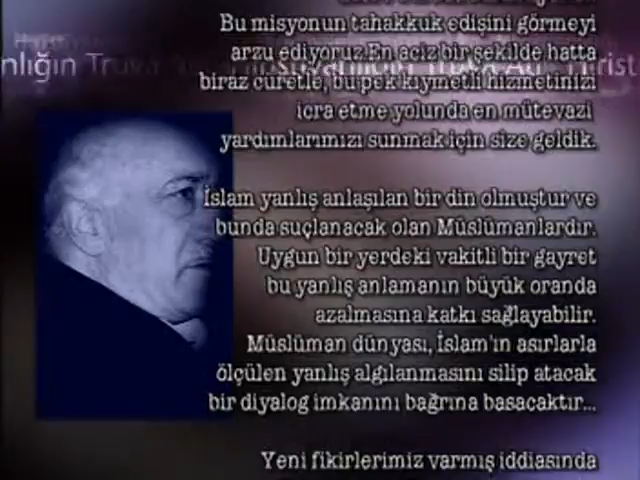 Bu misyonun tahakkuk edişini görmeyi
arzu ediyoruz.En aciz bir şekilde hatta
biraz cüretle, bu pek kıymetli hizmetinizi
icra etme yolunda en mütevazi
yardımlarımızı sunmak için size geldik.
İslam yanlış anlaşılan bir din olmuştur ve
bunda suçlanacak olan Müslümanlardır.
Uygun bir yerdeki vakitli bir gayret
bu yanlış anlamanın büyük oranda
azalmasına katkı sağlayabilir.
Müslüman dünyası, İslam'ın asırlarla
ölçülen yanlış algılanmasını silip atacak
bir diyalog imkanını bağrına basacaktır...
Yeni fikirlerimiz varmış iddiasında